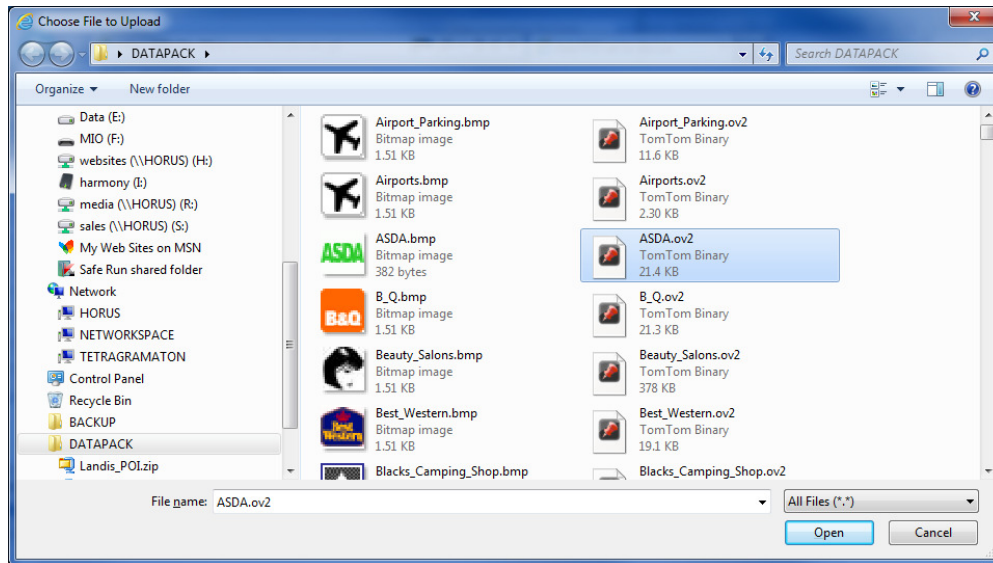 Choose File to Upload
DATAPACK
Search DATAPACK
Organize
New folder
Data (E:)
MIO (F:)
websites (\\HORUS) (H:)
harmony (I:)
media (\\HORUS) (R:)
sales (\\HORUS) (S:)
My Web Sites on MSN
Safe Run shared folder
Network
HORUS
NETWORKSPACE
TETRAGRAMATON
Control Panel
Recycle Bin
BACKUP
DATAPACK
Landis_POI.zip
Airport_Parking.bmp
Bitmap image
1.51 KB
Airport_Parking.ov2
TomTom Binary
11.6 KB
Airports.bmp
Bitmap image
1.51 KB
Airports.ov2
TomTom Binary
2.30 KB
ASDA
ASDA.bmp
Bitmap image
382 bytes
ASDA.ov2
TomTom Binary
21.4 KB
B&Q
B_Q.bmp
Bitmap image
1.51 KB
B_Q.ov2
TomTom Binary
21.3 KB
Beauty_Salons.bmp
Bitmap image
1.51 KB
Beauty_Salons.ov2
TomTom Binary
378 KB
Best
Western
Best_Western.bmp
Bitmap image
1.51 KB
Best_Western.ov2
TomTom Binary
19.1 KB
Blacks_Camping_Shop.bmp
Blacks_Camping_Shop.ov2
File name:
ASDA.ov2
All Files (*.*)
Open
Cancel